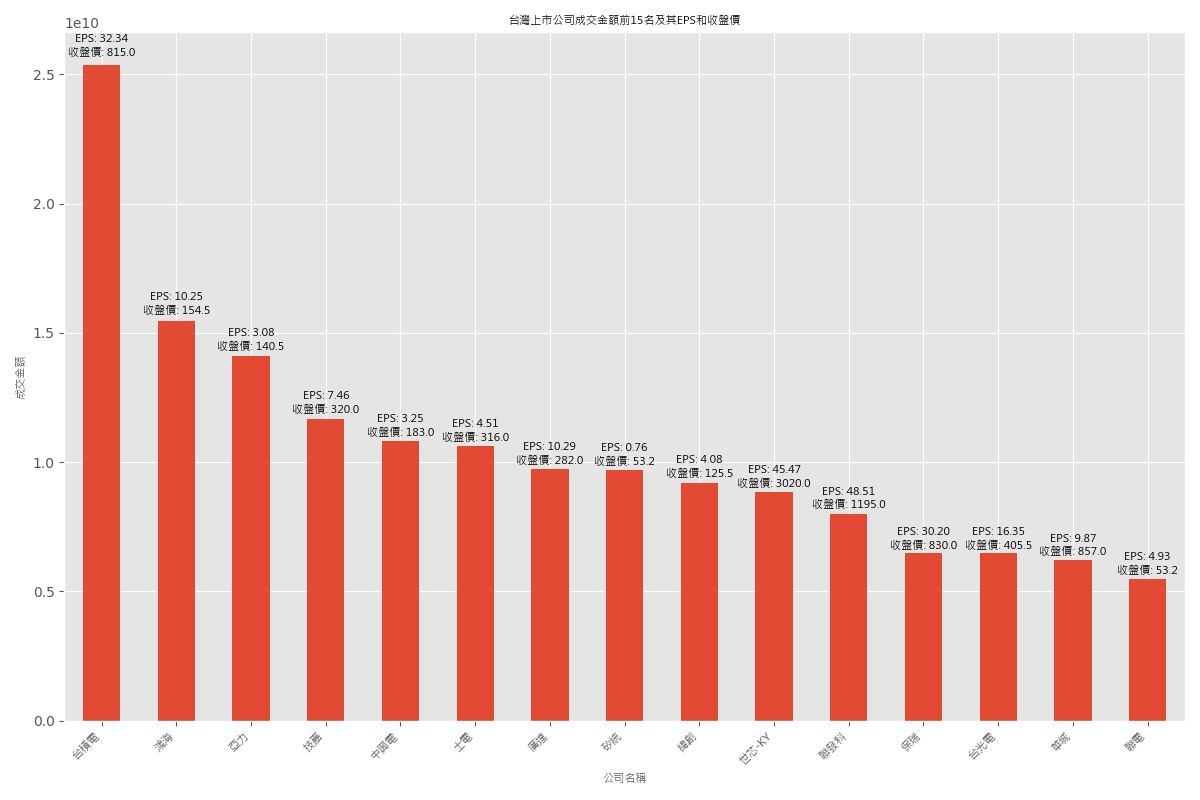 台灣上市公司成交金額前15名及其EPS和收盤價
1e10
EPS: 32.34
收盤價: 815.0
2.5
2.0
EPS: 10.25
收盤價: 154.5
EPS: 3.08
收盤價: 140.5
1.5
成交金額
EPS: 7.46
收盤價: 320.0
EPS: 3.25
收盤價: 183.0
EPS: 4.51
收盤價: 316.0
EPS: 10.29
收盤價: 282.0
EPS: 0.76
收盤價: 53.2
EPS: 4.08
收盤價: 125.5
EPS: 45.47
收盤價: 3020.0
EPS: 48.51
收盤價: 1195.0
EPS: 30.20
收盤價: 830.0
EPS: 16.35
收盤價: 405.5
EPS: 9.87
收盤價: 857.0
EPS: 4.93
收盤價: 53.2
1.0
0.5
0.0
台積電
鴻海
亞力
技嘉
中興電
士電
廣達
矽統
緯創
世芯-KY
聯發科
保瑞
台光電
華城
聯電
公司名稱